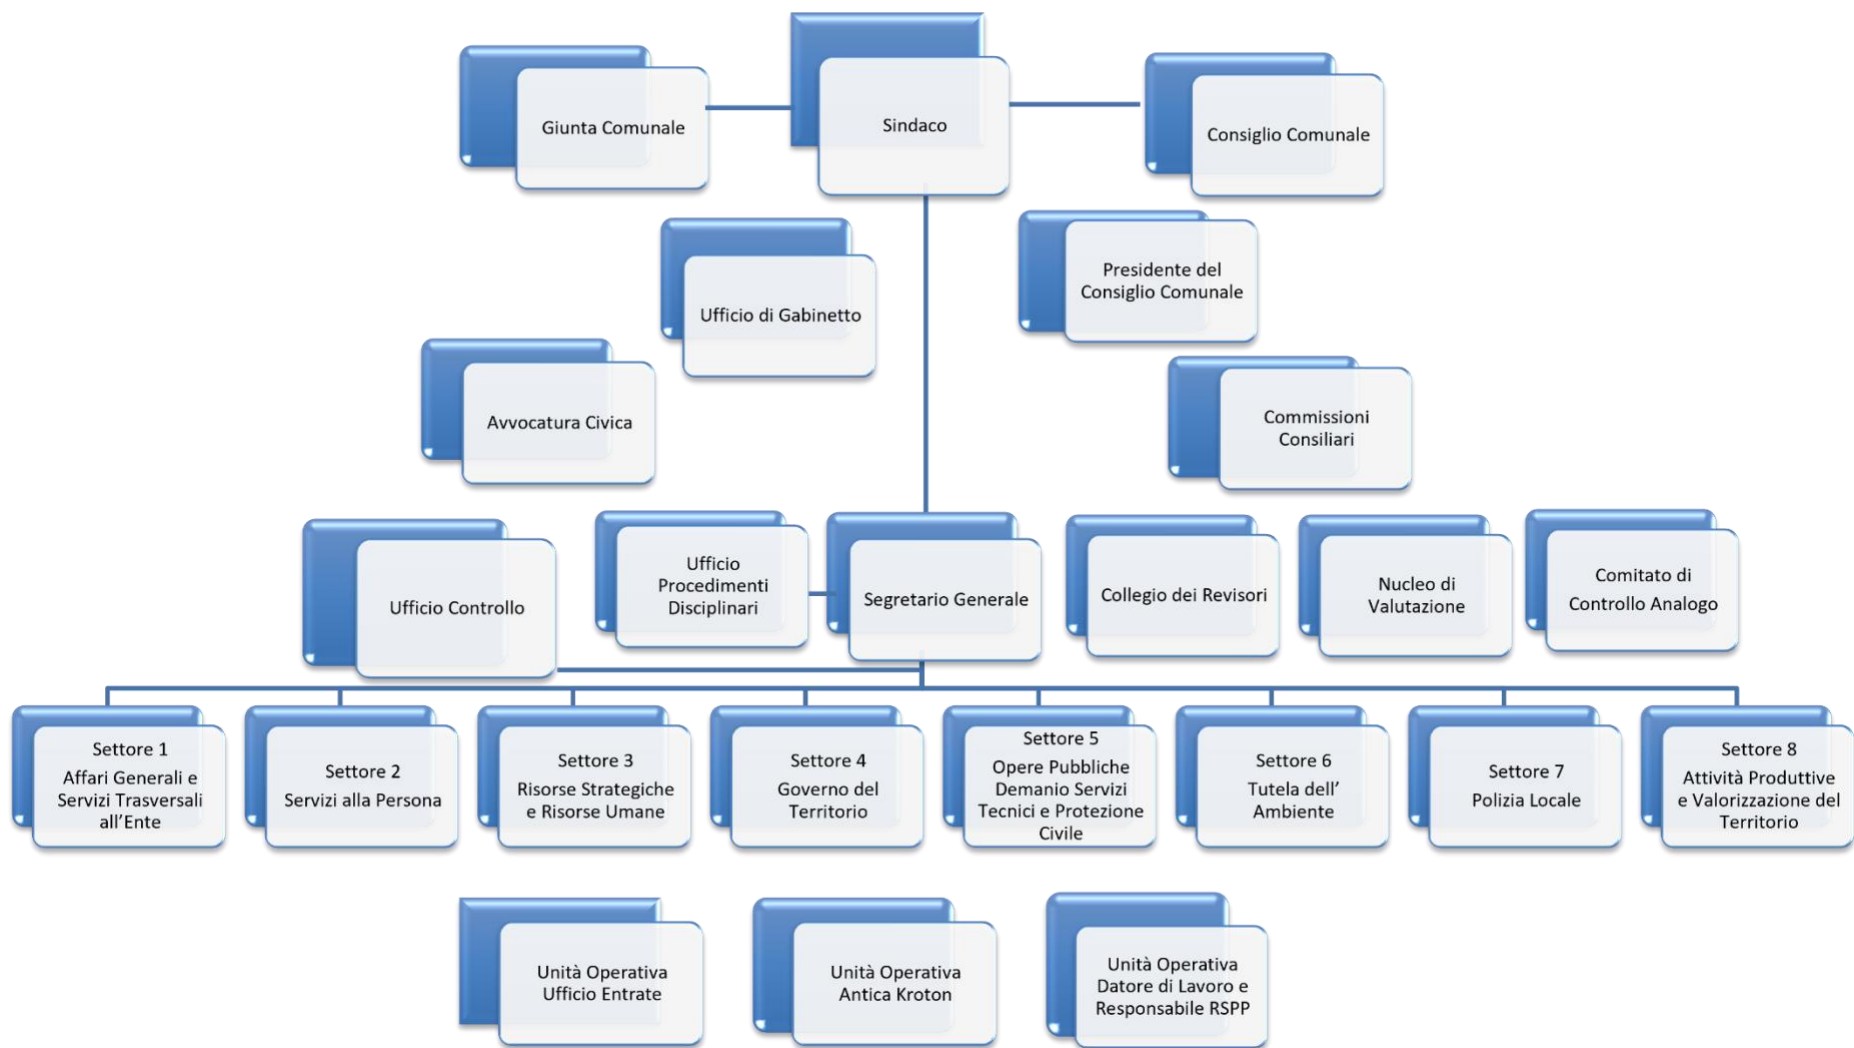 Giunta Comunale
Sindaco
Consiglio Comunale
Ufficio di Gabinetto
Presidente del
Consiglio Comunale
Avvocatura Civica
Commissioni
Consiliari
Ufficio Controllo
Ufficio
Procedimenti
Disciplinari
Segretario Generale
Collegio dei Revisori
Nucleo di
Valutazione
Comitato di
Controllo Analogo
Settore 1
Affari Generali e
Servizi Trasversali
all’Ente
Settore 2
Servizi alla Persona
Settore 3
Risorse Strategiche
e Risorse Umane
Settore 4
Governo del
Territorio
Settore 5
Opere Pubbliche
Demanio Servizi
Tecnici e Protezione
Civile
Settore 6
Tutela dell’
Ambiente
Settore 7
Polizia Locale
Settore 8
Attività Produttive
e Valorizzazione del
Territorio
Unità Operativa
Ufficio Entrate
Unità Operativa
Antica Kroton
Unità Operativa
Datore di Lavoro e
Responsabile RSPP